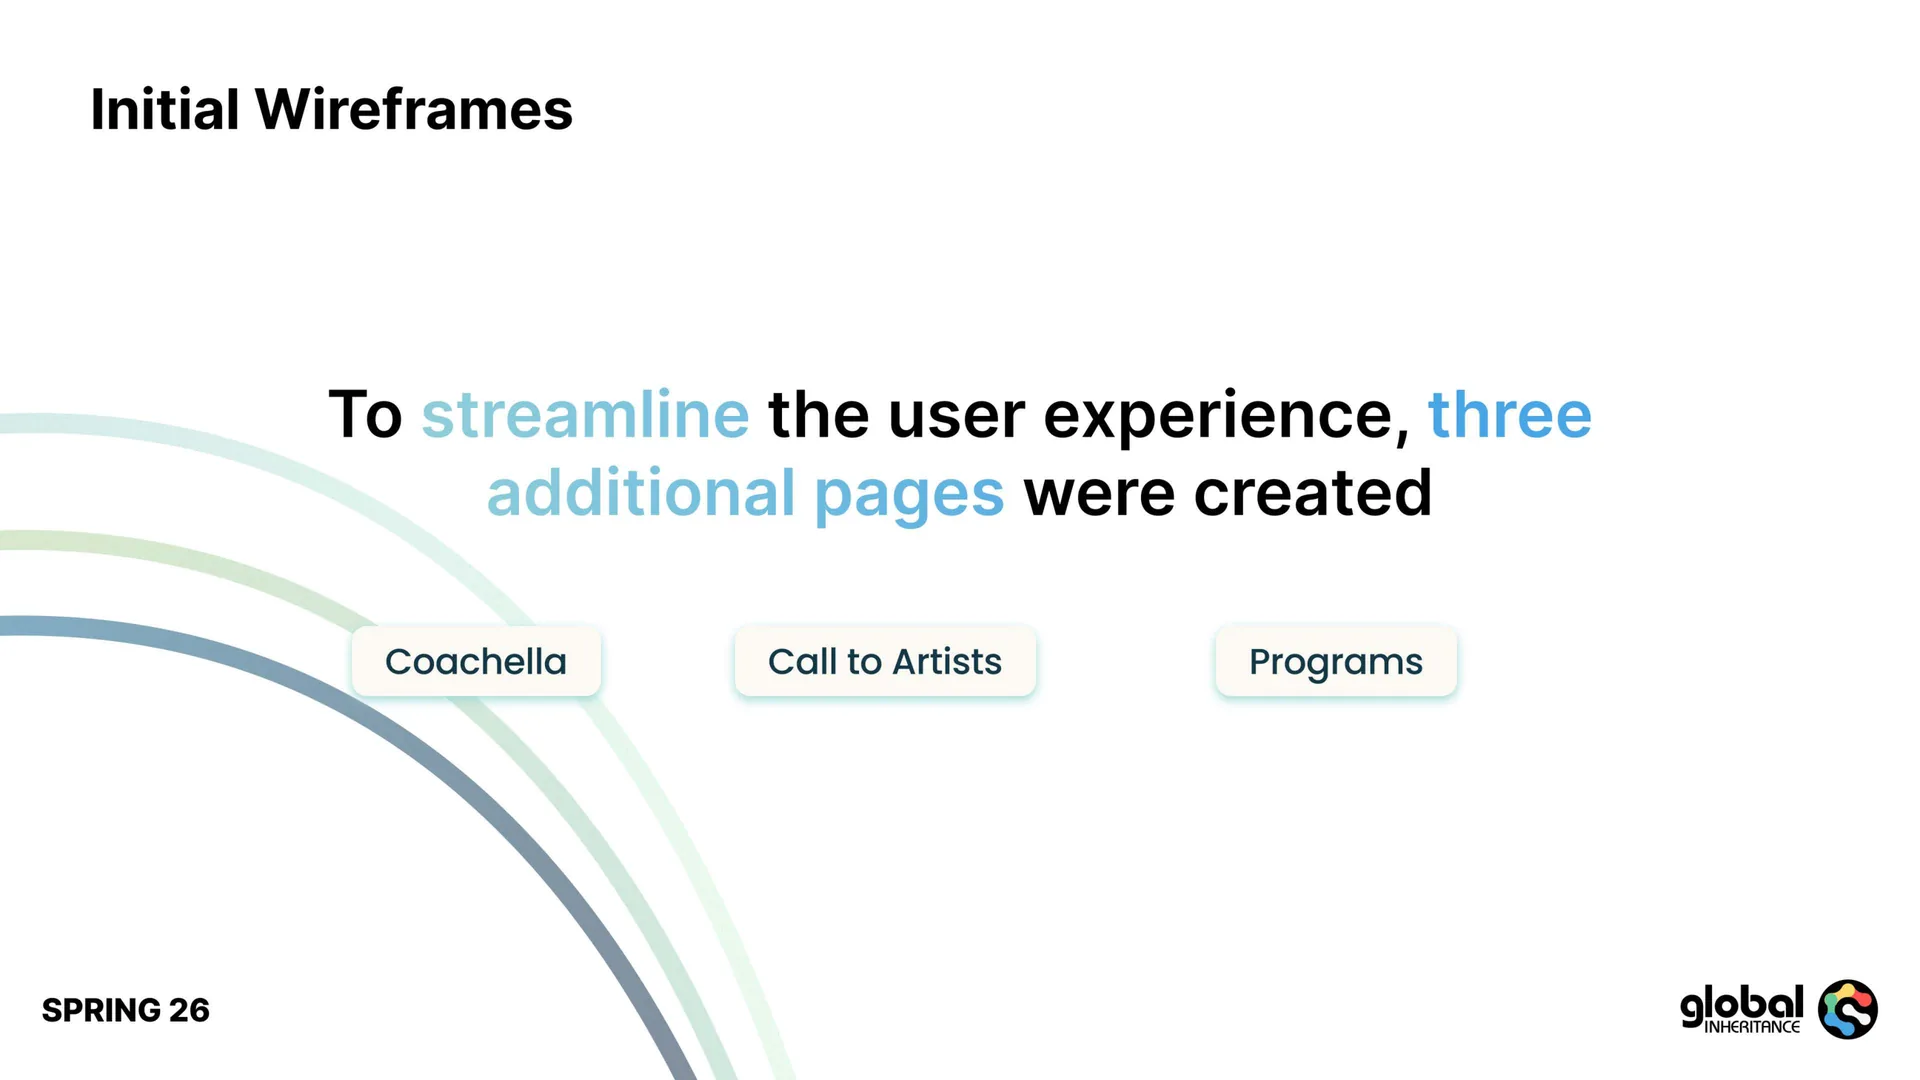 Initial Wireframes
To streamline the user experience, three
additional pages were created
Coachella
Call to Artists
Programs
SPRING 26
global
INHERITANCE